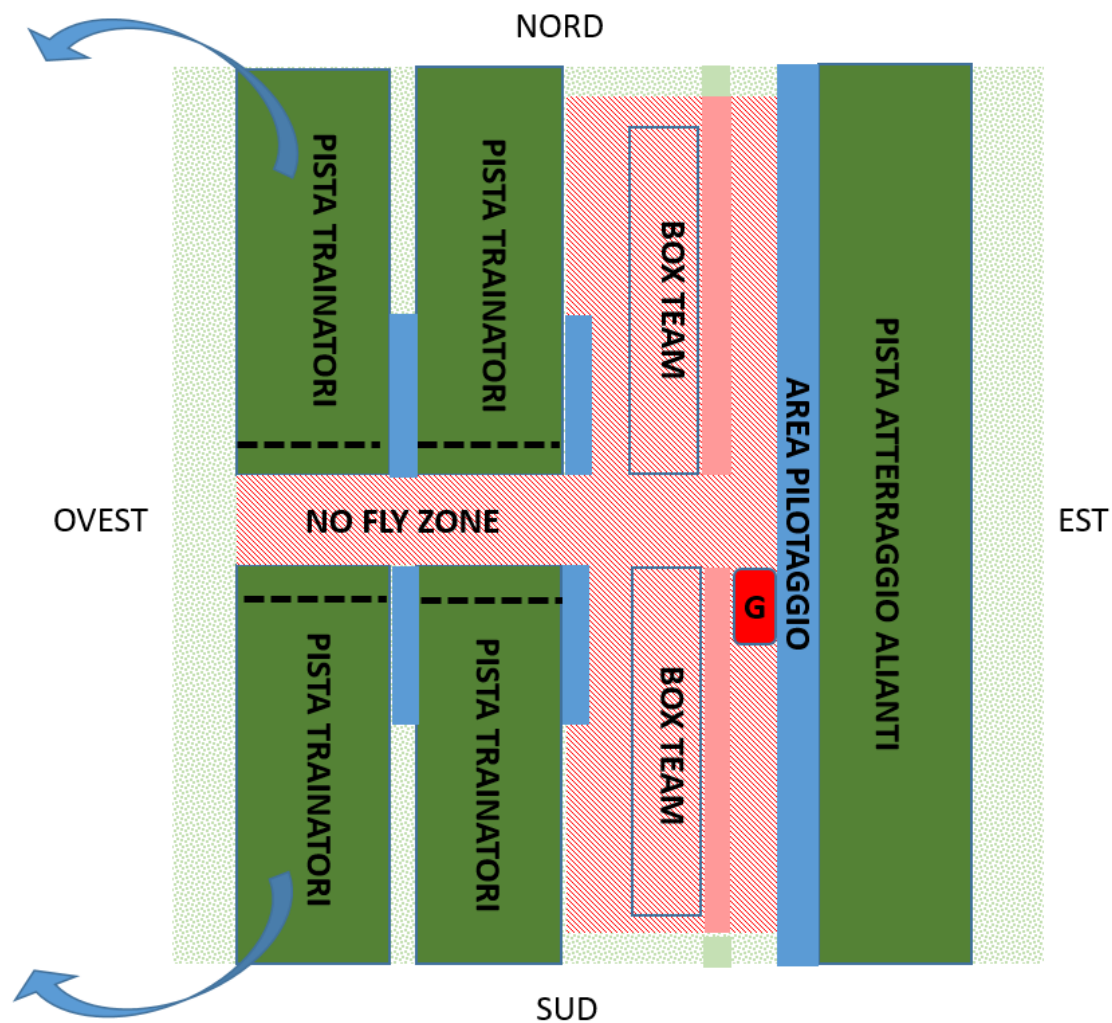 NORD
PISTA TRAINATORI
PISTA TRAINATORI
BOX TEAM
AREA PILOTAGGIO
PISTA ATTERRAGGIO ALIANTI
OVEST
NO FLY ZONE
EST
G
PISTA TRAINATORI
PISTA TRAINATORI
BOX TEAM
SUD